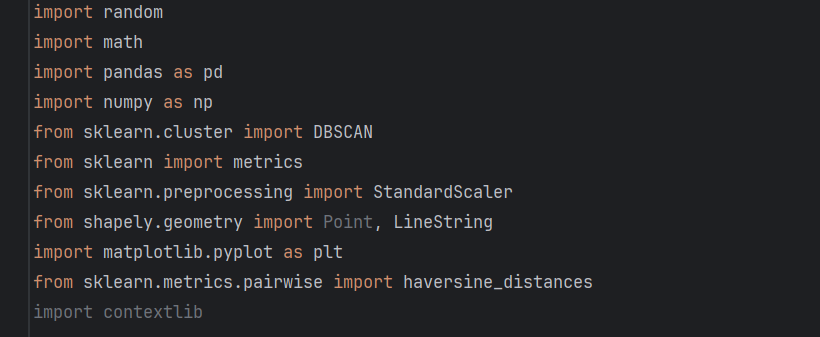 import random
import math
import pandas as pd
import numpy as np
from sklearn.cluster import DBSCAN
from sklearn import metrics
from sklearn.preprocessing import StandardScaler
from shapely.geometry import Point, LineString
import matplotlib.pyplot as plt
from sklearn.metrics.pairwise import haversine_distances
import contextlib